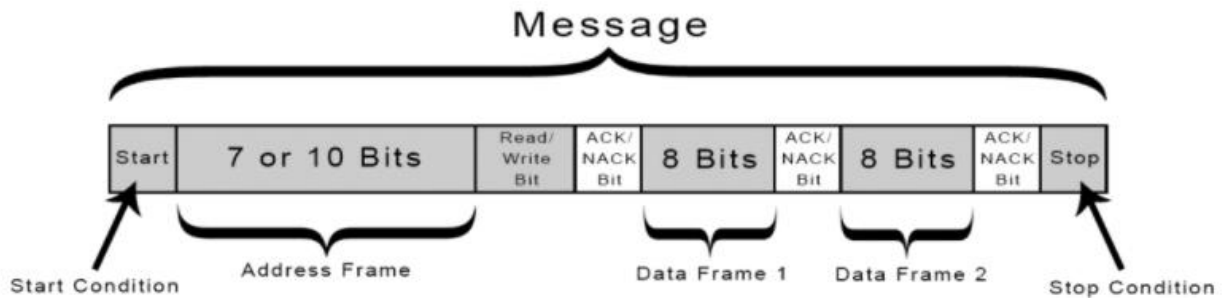 Message
Start
7 or 10 Bits
Read/
Write
Bit
ACK/
NACK
Bit
8 Bits
ACK/
NACK
Bit
8 Bits
ACK/
NACK
Bit
Stop
Start Condition
Address Frame
Data Frame 1
Data Frame 2
Stop Condition